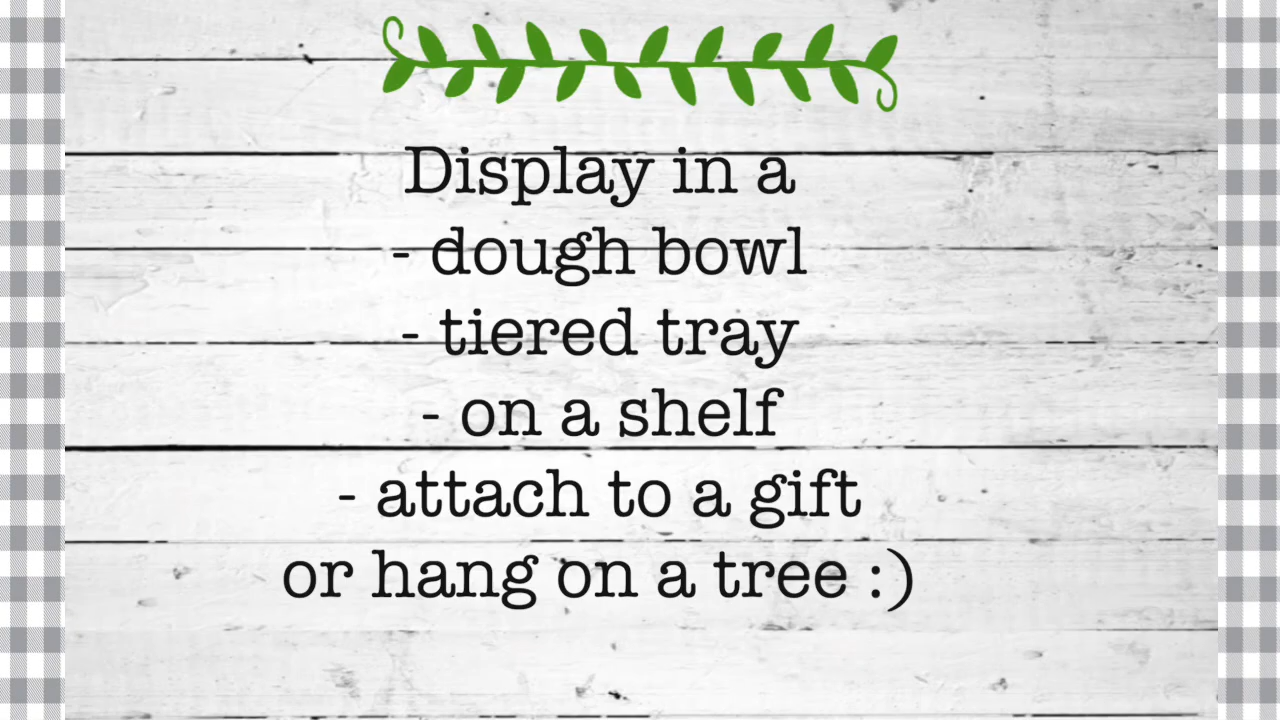 Display in a
- dough bowl
- tiered tray
- on a shelf
- attach to a gift
or hang on a tree :)